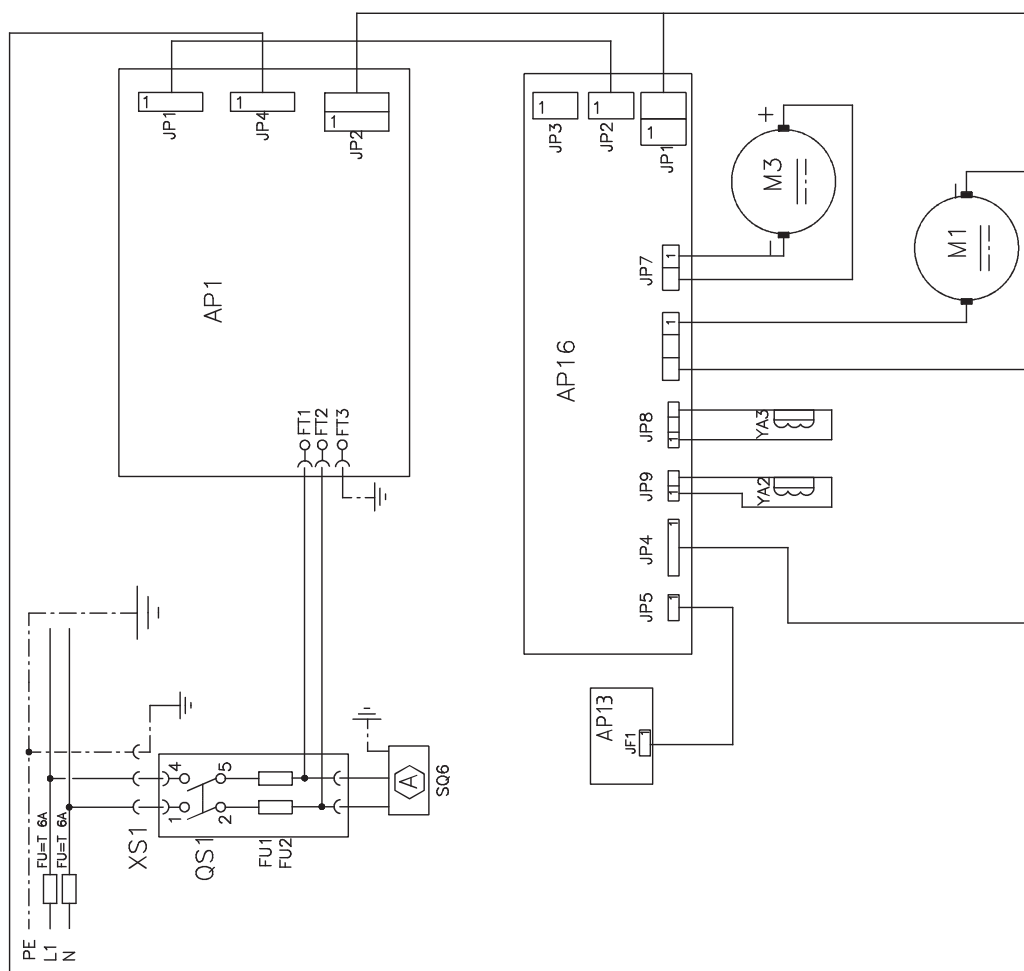 1
JP1
1
JP4
1
JP2
AP1
FT1
FT2
FT3
1
JP3
1
JP2
1
JP1
+
M3
M1
JP7
1
1
AP16
JP8
1
YA3
JP9
1
YA2
JP4
1
JP5
1
AP13
JF1
1
4
5
1
2
A
SQ6
XS1
QS1
FU1
FU2
FU=T 6A
FU=T 6A
PE
L1
N